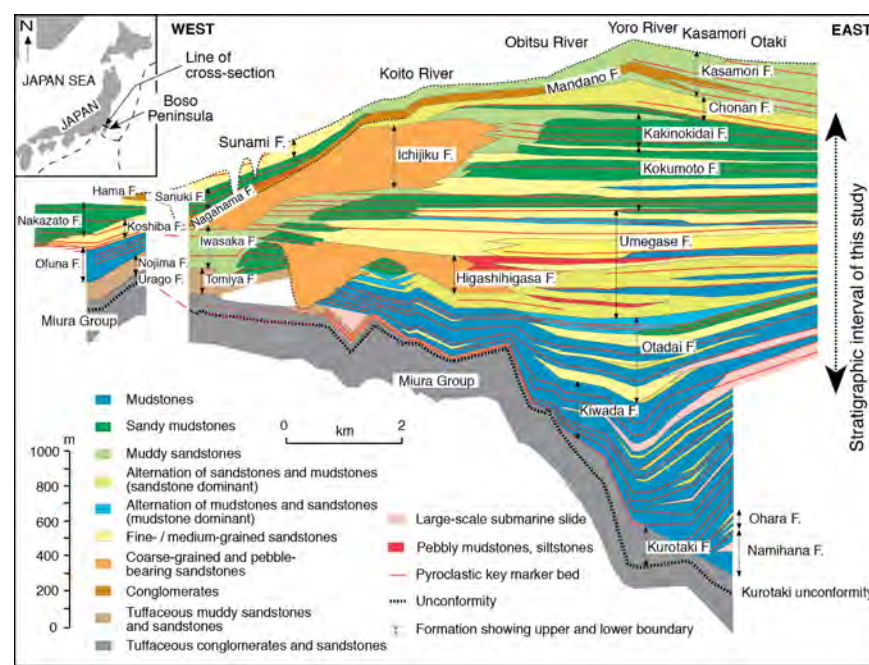 N
WEST
EAST
JAPAN SEA
JAPAN
Line of
cross-section
Boso
Peninsula
Sunami F.
Koito River
Obitsu River
Yoro River
Kasamori
Otaki
Mandano F.
Kasamori F.
Chonan F.
Kakinokidai F.
Kokumoto F.
Ichijiku F.
Hama F.
Sanuki F.
Nagahama F.
Nakazato F.
Koshiba F.
Iwasaka F.
Umegase F.
Ofuna F.
Nojima F.
Urago F.
Tomiya F.
Higashihigasa F.
Otadai F.
Miura Group
Miura Group
Kiwada F.
Kurotaki F.
Ohara F.
Namihana F.
Kurotaki unconformity
Stratigraphic interval of this study
0 2
km
1000 m
800
600
400
200
0
Mudstones
Sandy mudstones
Muddy sandstones
Alternation of sandstones and mudstones
(sandstone dominant)
Alternation of mudstones and sandstones
(mudstone dominant)
Fine- / medium-grained sandstones
Coarse-grained and pebble-
bearing sandstones
Conglomerates
Tuffaceous muddy sandstones
and sandstones
Tuffaceous conglomerates and sandstones
Large-scale submarine slide
Pebbly mudstones, siltstones
Pyroclastic key marker bed
Unconformity
Formation showing upper and lower boundary